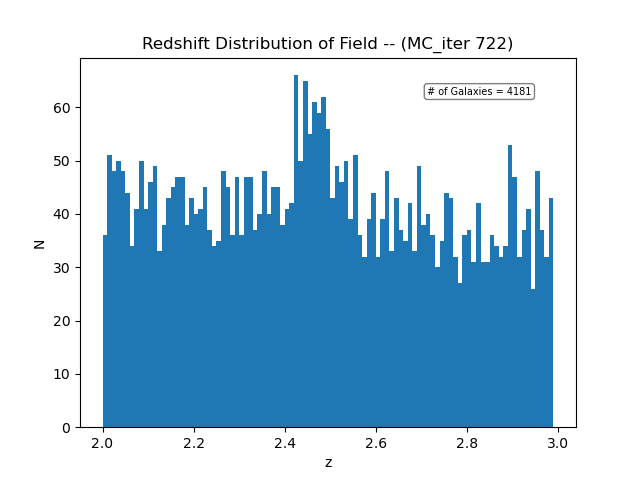 Redshift Distribution of Field -- (MC_iter 722)
# of Galaxies = 4181
60
50
40
30
20
10
0
N
2.0 2.2 2.4 2.6 2.8 3.0
z